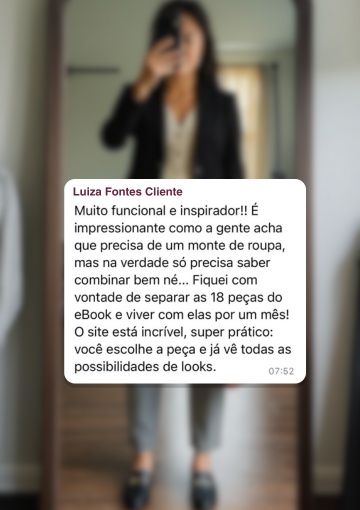 Luiza Fontes Cliente
Muito funcional e inspirador!! É
impressionante como a gente acha
que precisa de um monte de roupa,
mas na verdade só precisa saber
combinar bem né... Fiquei com
vontade de separar as 18 peças do
eBook e viver com elas por um mês!
O site está incrível, super prático:
você escolhe a peça e já vê todas as
possibilidades de looks.
07:52